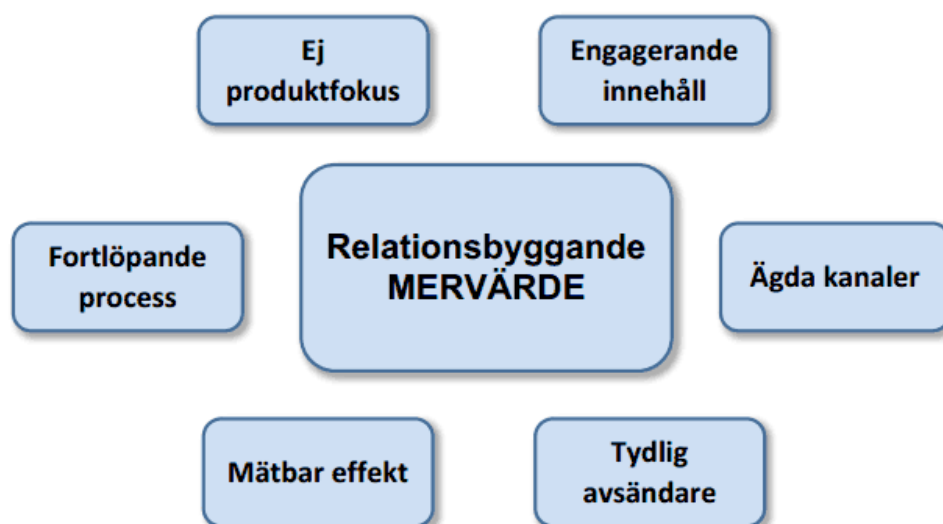 Ej
produktfokus
Engagerande
innehåll
Relationsbyggande
MERVÄRDE
Fortlöpande
process
Ägda kanaler
Mätbar effekt
Tydlig
avsändare